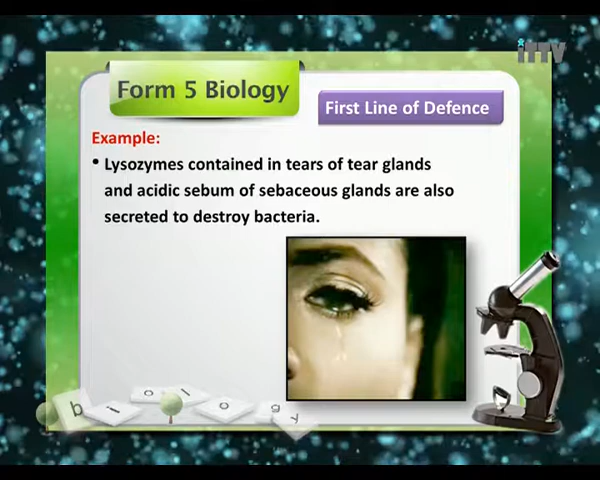 iTTV
Form 5 Biology
First Line of Defence
Example:
• Lysozymes contained in tears of tear glands
and acidic sebum of sebaceous glands are also
secreted to destroy bacteria.
b i o l o g y